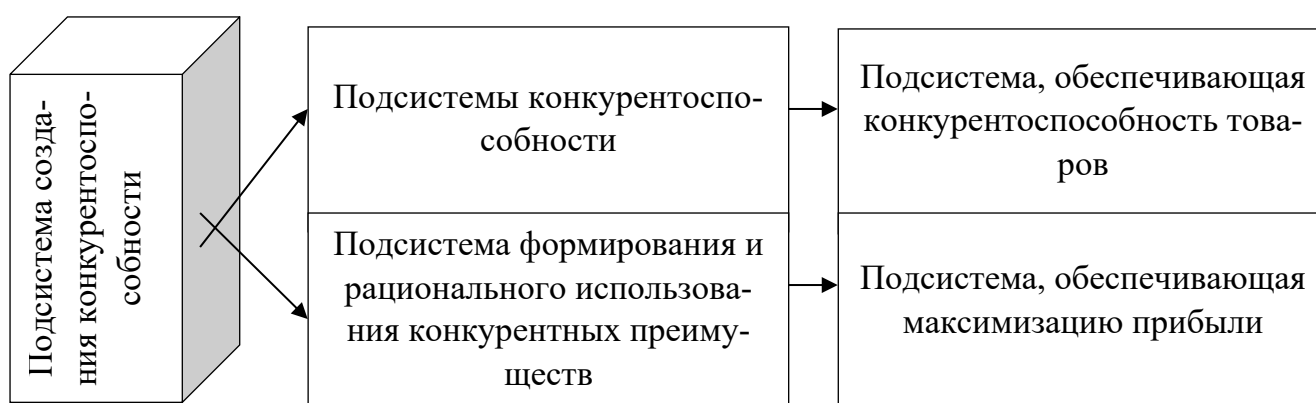 Подсистема созда-
ния конкурентоспо-
собности
Подсистемы конкурентоспо-
собности
Подсистема, обеспечивающая
конкурентоспособность това-
ров
Подсистема формирования и
рационального использова-
ния конкурентных преиму-
ществ
Подсистема, обеспечивающая
максимизацию прибыли